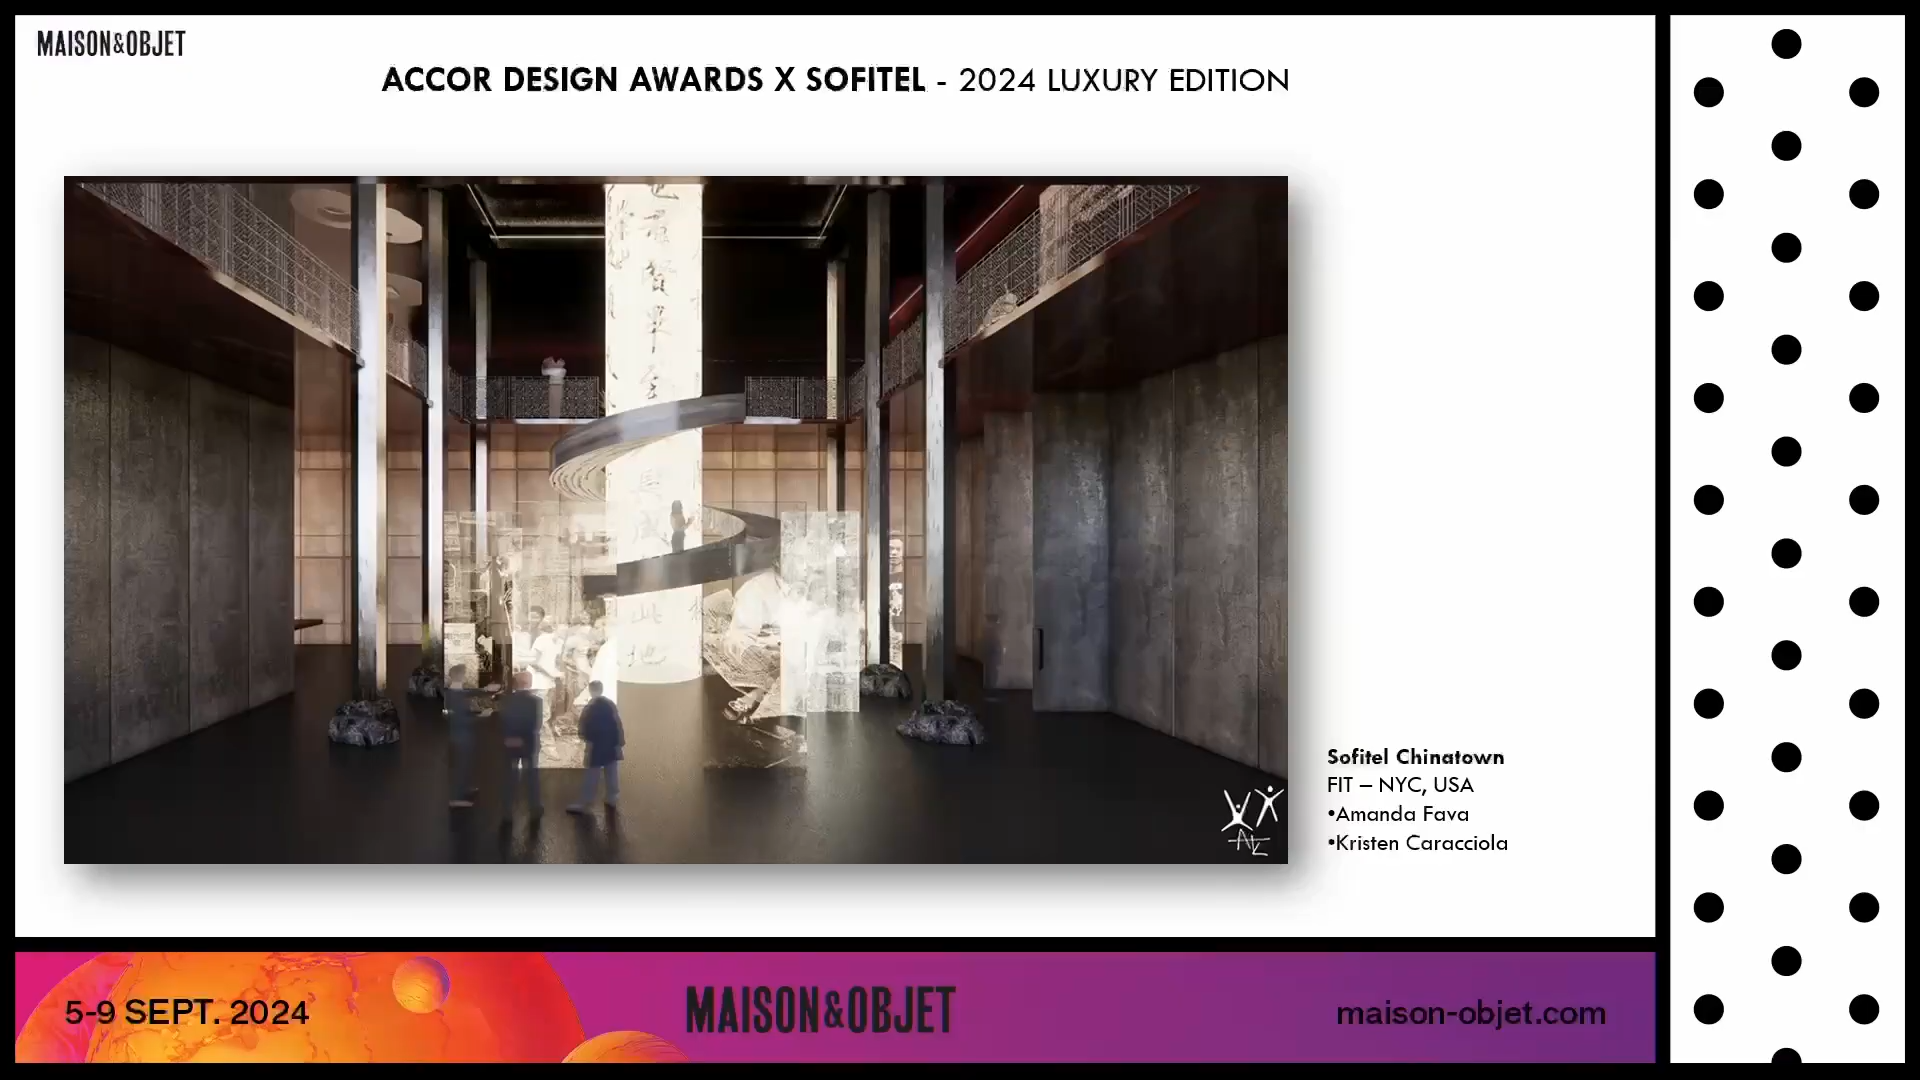 MAISON&OBJET
ACCOR DESIGN AWARDS X SOFITEL - 2024 LUXURY EDITION
Sofitel Chinatown
FIT – NYC, USA
•Amanda Fava
•Kristen Caracciola
5-9 SEPT. 2024
MAISON&OBJET
maison-objet.com